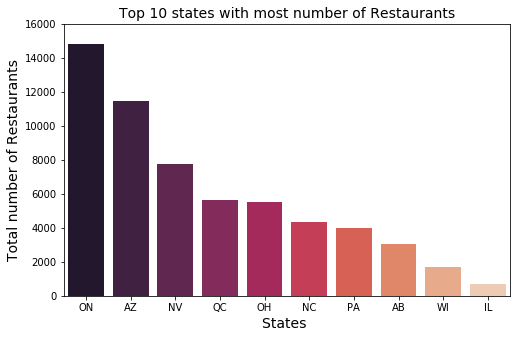 Top 10 states with most number of Restaurants
Total number of Restaurants
16000
14000
12000
10000
8000
6000
4000
2000
0
ON AZ NV QC OH NC PA AB WI IL
States